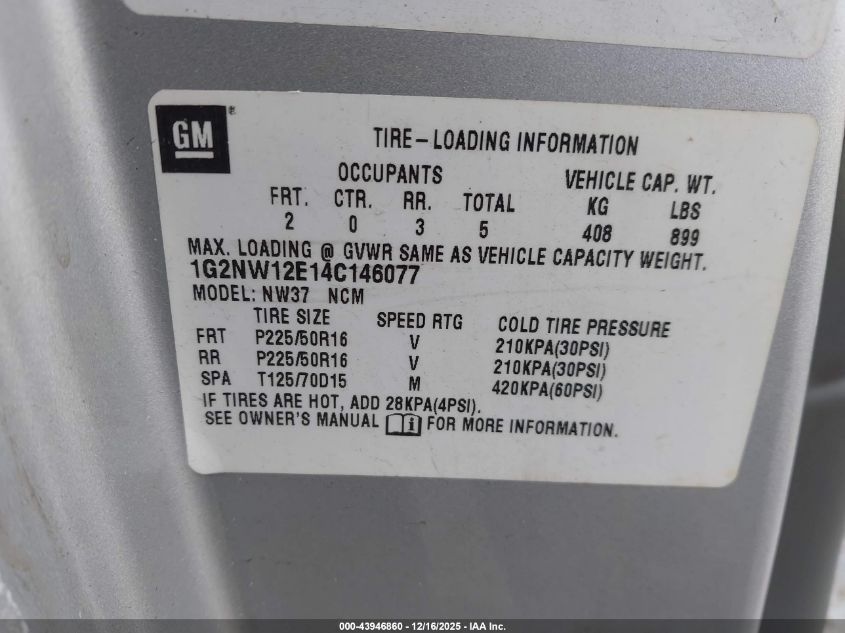 GM®
TIRE-LOADING INFORMATION
OCCUPANTS VEHICLE CAP. WT.
FRT. CTR. RR. TOTAL KG LBS
2 0 3 5 408 899
MAX. LOADING @ GVWR SAME AS VEHICLE CAPACITY WEIGHT.
1G2NW12E14C146077
MODEL: NW37 NCM
TIRE SIZE SPEED RTG COLD TIRE PRESSURE
FRT P225/50R16 V 210KPA(30PSI)
RR P225/50R16 V 210KPA(30PSI)
SPA T125/70D15 M 420KPA(60PSI)
IF TIRES ARE HOT, ADD 28KPA(4PSI).
SEE OWNER'S MANUAL i FOR MORE INFORMATION.
000-43946860 - 12/16/2025 - IAA Inc.